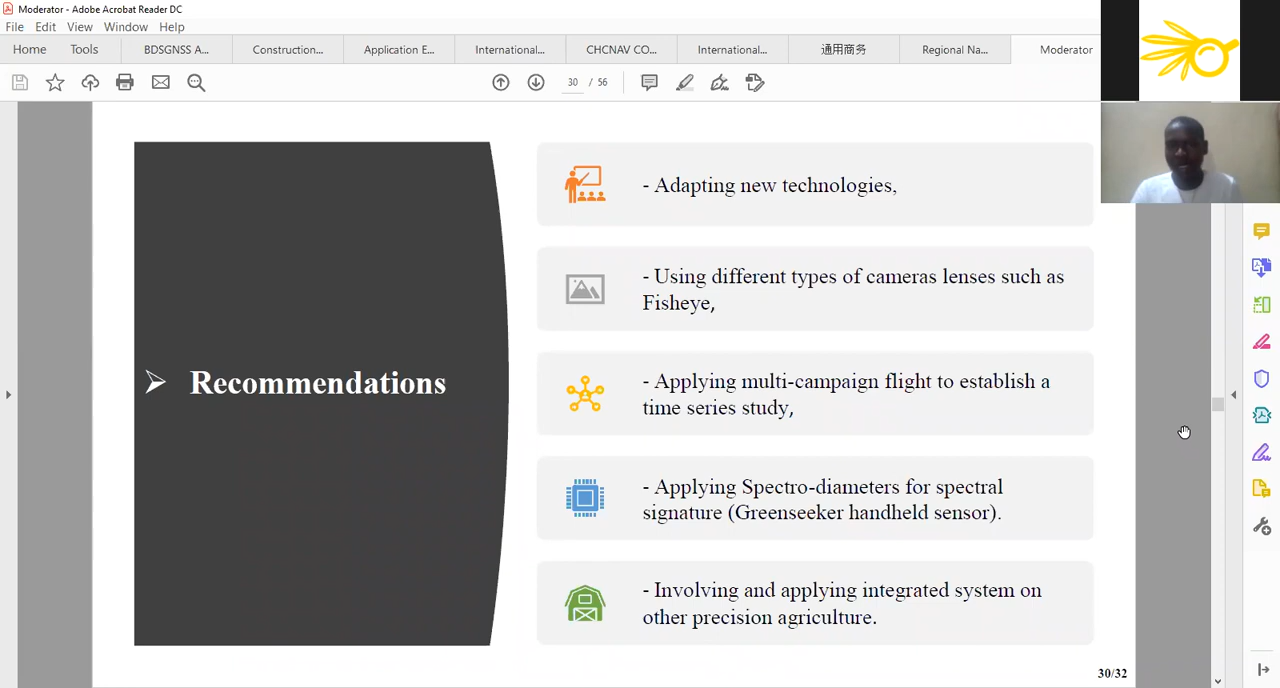 Moderator - Adobe Acrobat Reader DC
File Edit View Window Help
Home Tools BDSGNSS A... Construction... Application E... International... CHCNAV CO... International... 通用商务 Regional Na... Moderator
30 / 56
➢ Recommendations
- Adapting new technologies,
- Using different types of cameras lenses such as
Fisheye,
- Applying multi-campaign flight to establish a
time series study,
- Applying Spectro-diameters for spectral
signature (Greenseeker handheld sensor).
- Involving and applying integrated system on
other precision agriculture.
30/32